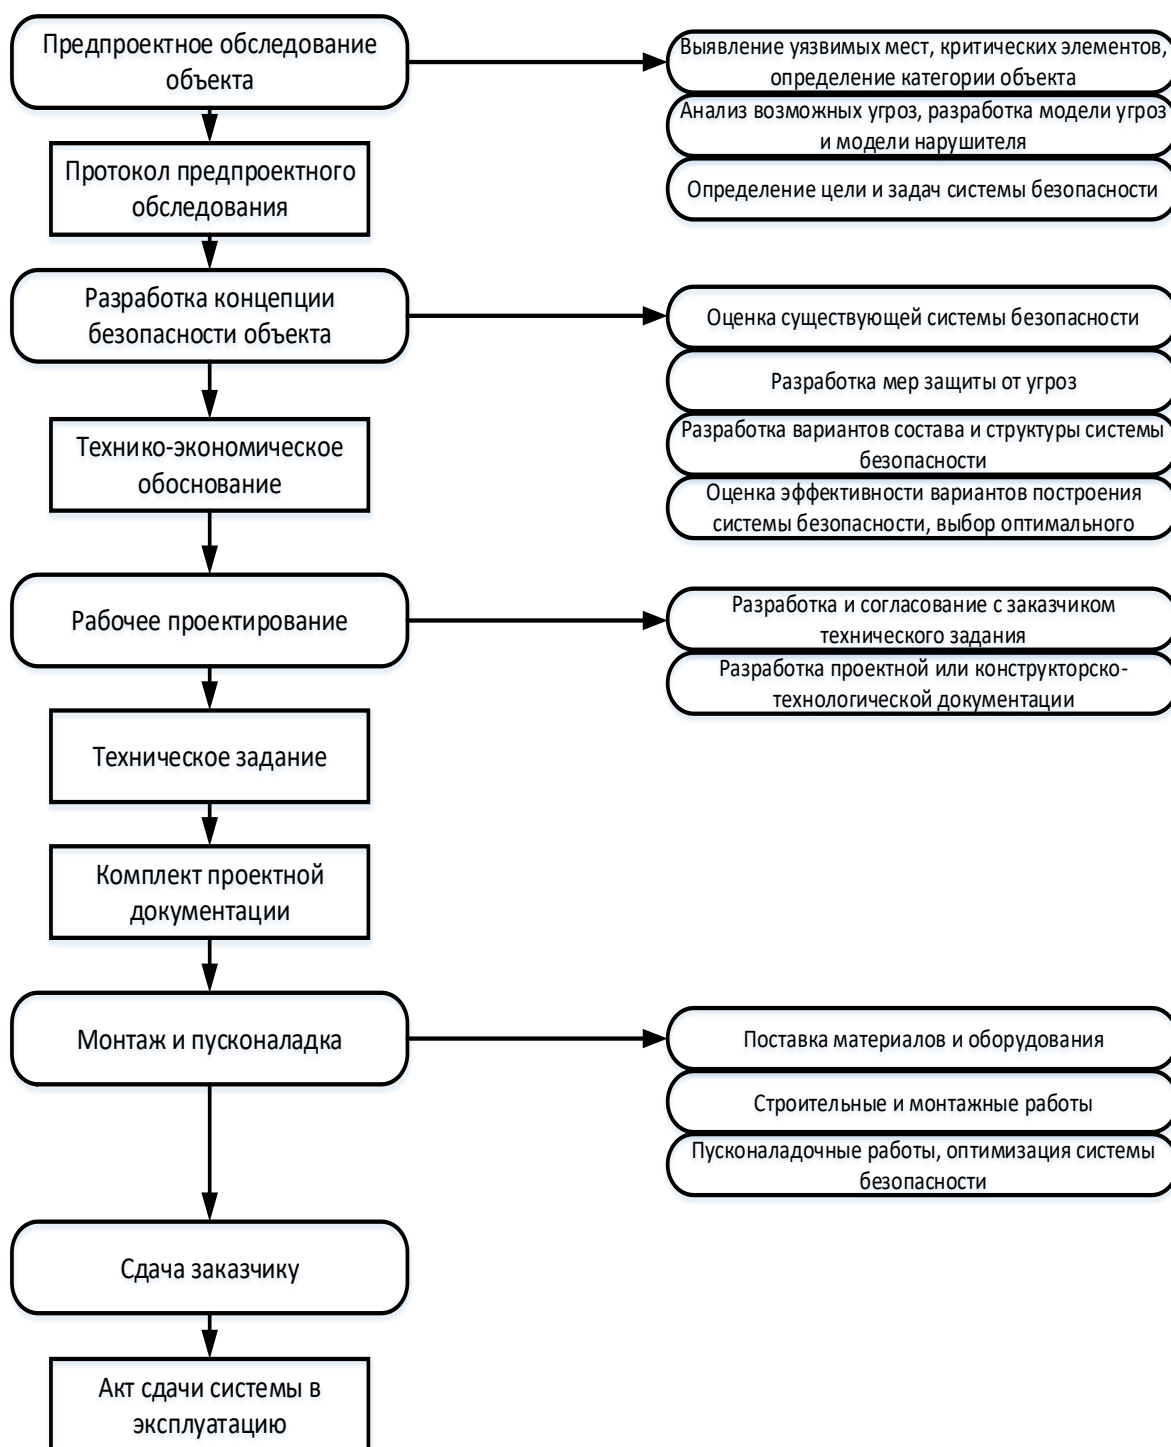 Предпроектное обследование
объекта
Выявление уязвимых мест, критических элементов,
определение категории объекта
Анализ возможных угроз, разработка модели угроз
и модели нарушителя
Определение цели и задач системы безопасности
Протокол предпроектного
обследования
Разработка концепции
безопасности объекта
Оценка существующей системы безопасности
Разработка мер защиты от угроз
Разработка вариантов состава и структуры системы
безопасности
Оценка эффективности вариантов построения
системы безопасности, выбор оптимального
Технико-экономическое
обоснование
Рабочее проектирование
Разработка и согласование с заказчиком
технического задания
Разработка проектной или конструкторско-
технологической документации
Техническое задание
Комплект проектной
документации
Монтаж и пусконаладка
Поставка материалов и оборудования
Строительные и монтажные работы
Пусконаладочные работы, оптимизация системы
безопасности
Сдача заказчику
Акт сдачи системы в
эксплуатацию